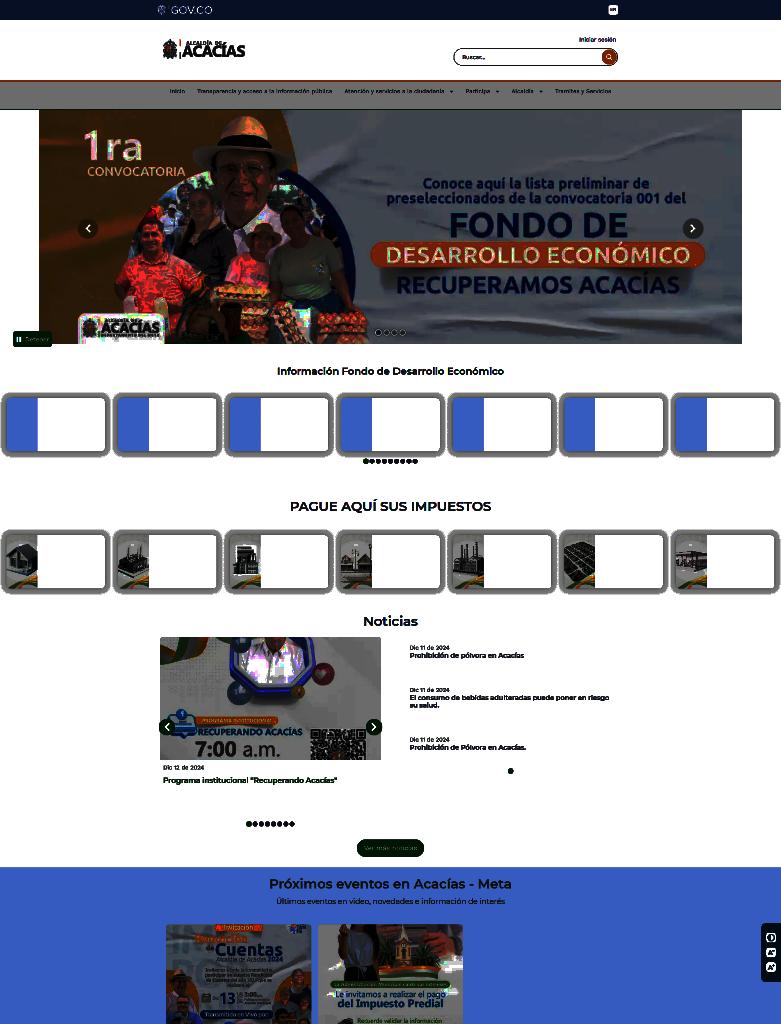 GOV.CO
EN
ALCALDÍA DE
ACACÍAS
Iniciar sesión
Buscar..
Inicio
Transparencia y acceso a la información pública
Atención y servicios a la ciudadanía
Participa
Alcaldía
Tramites y Servicios
1ra
CONVOCATORIA
Conoce aquí la lista preliminar de
preseleccionados de la convocatoria 001 del
FONDO DE
DESARROLLO ECONÓMICO
RECUPERAMOS ACACÍAS
ACACÍAS
Detener
Información Fondo de Desarrollo Económico
PAGUE AQUÍ SUS IMPUESTOS
Noticias
PROGRAMA INSTITUCIONAL
RECUPERANDO ACACÍAS
7:00 a.m.
Dic 12 de 2024
Programa institucional "Recuperando Acacías"
Dic 11 de 2024
Prohibición de pólvora en Acacías
Dic 11 de 2024
El consumo de bebidas adulteradas puede poner en riesgo
su salud.
Dic 11 de 2024
Prohibición de Pólvora en Acacías.
Ver más noticias
Próximos eventos en Acacías - Meta
Últimos eventos en video, novedades e información de interés
Invitación
de Cuentas
Alcaldía de Acacías 2024
13
Transmitido en Vivo por:
Le invitamos a realizar el pago
del Impuesto Predial
Recuerde validar la información